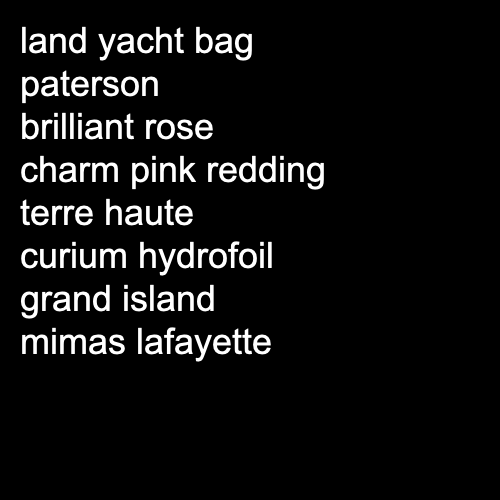 land yacht bag
paterson
brilliant rose
charm pink redding
terre haute
curium hydrofoil
grand island
mimas lafayette